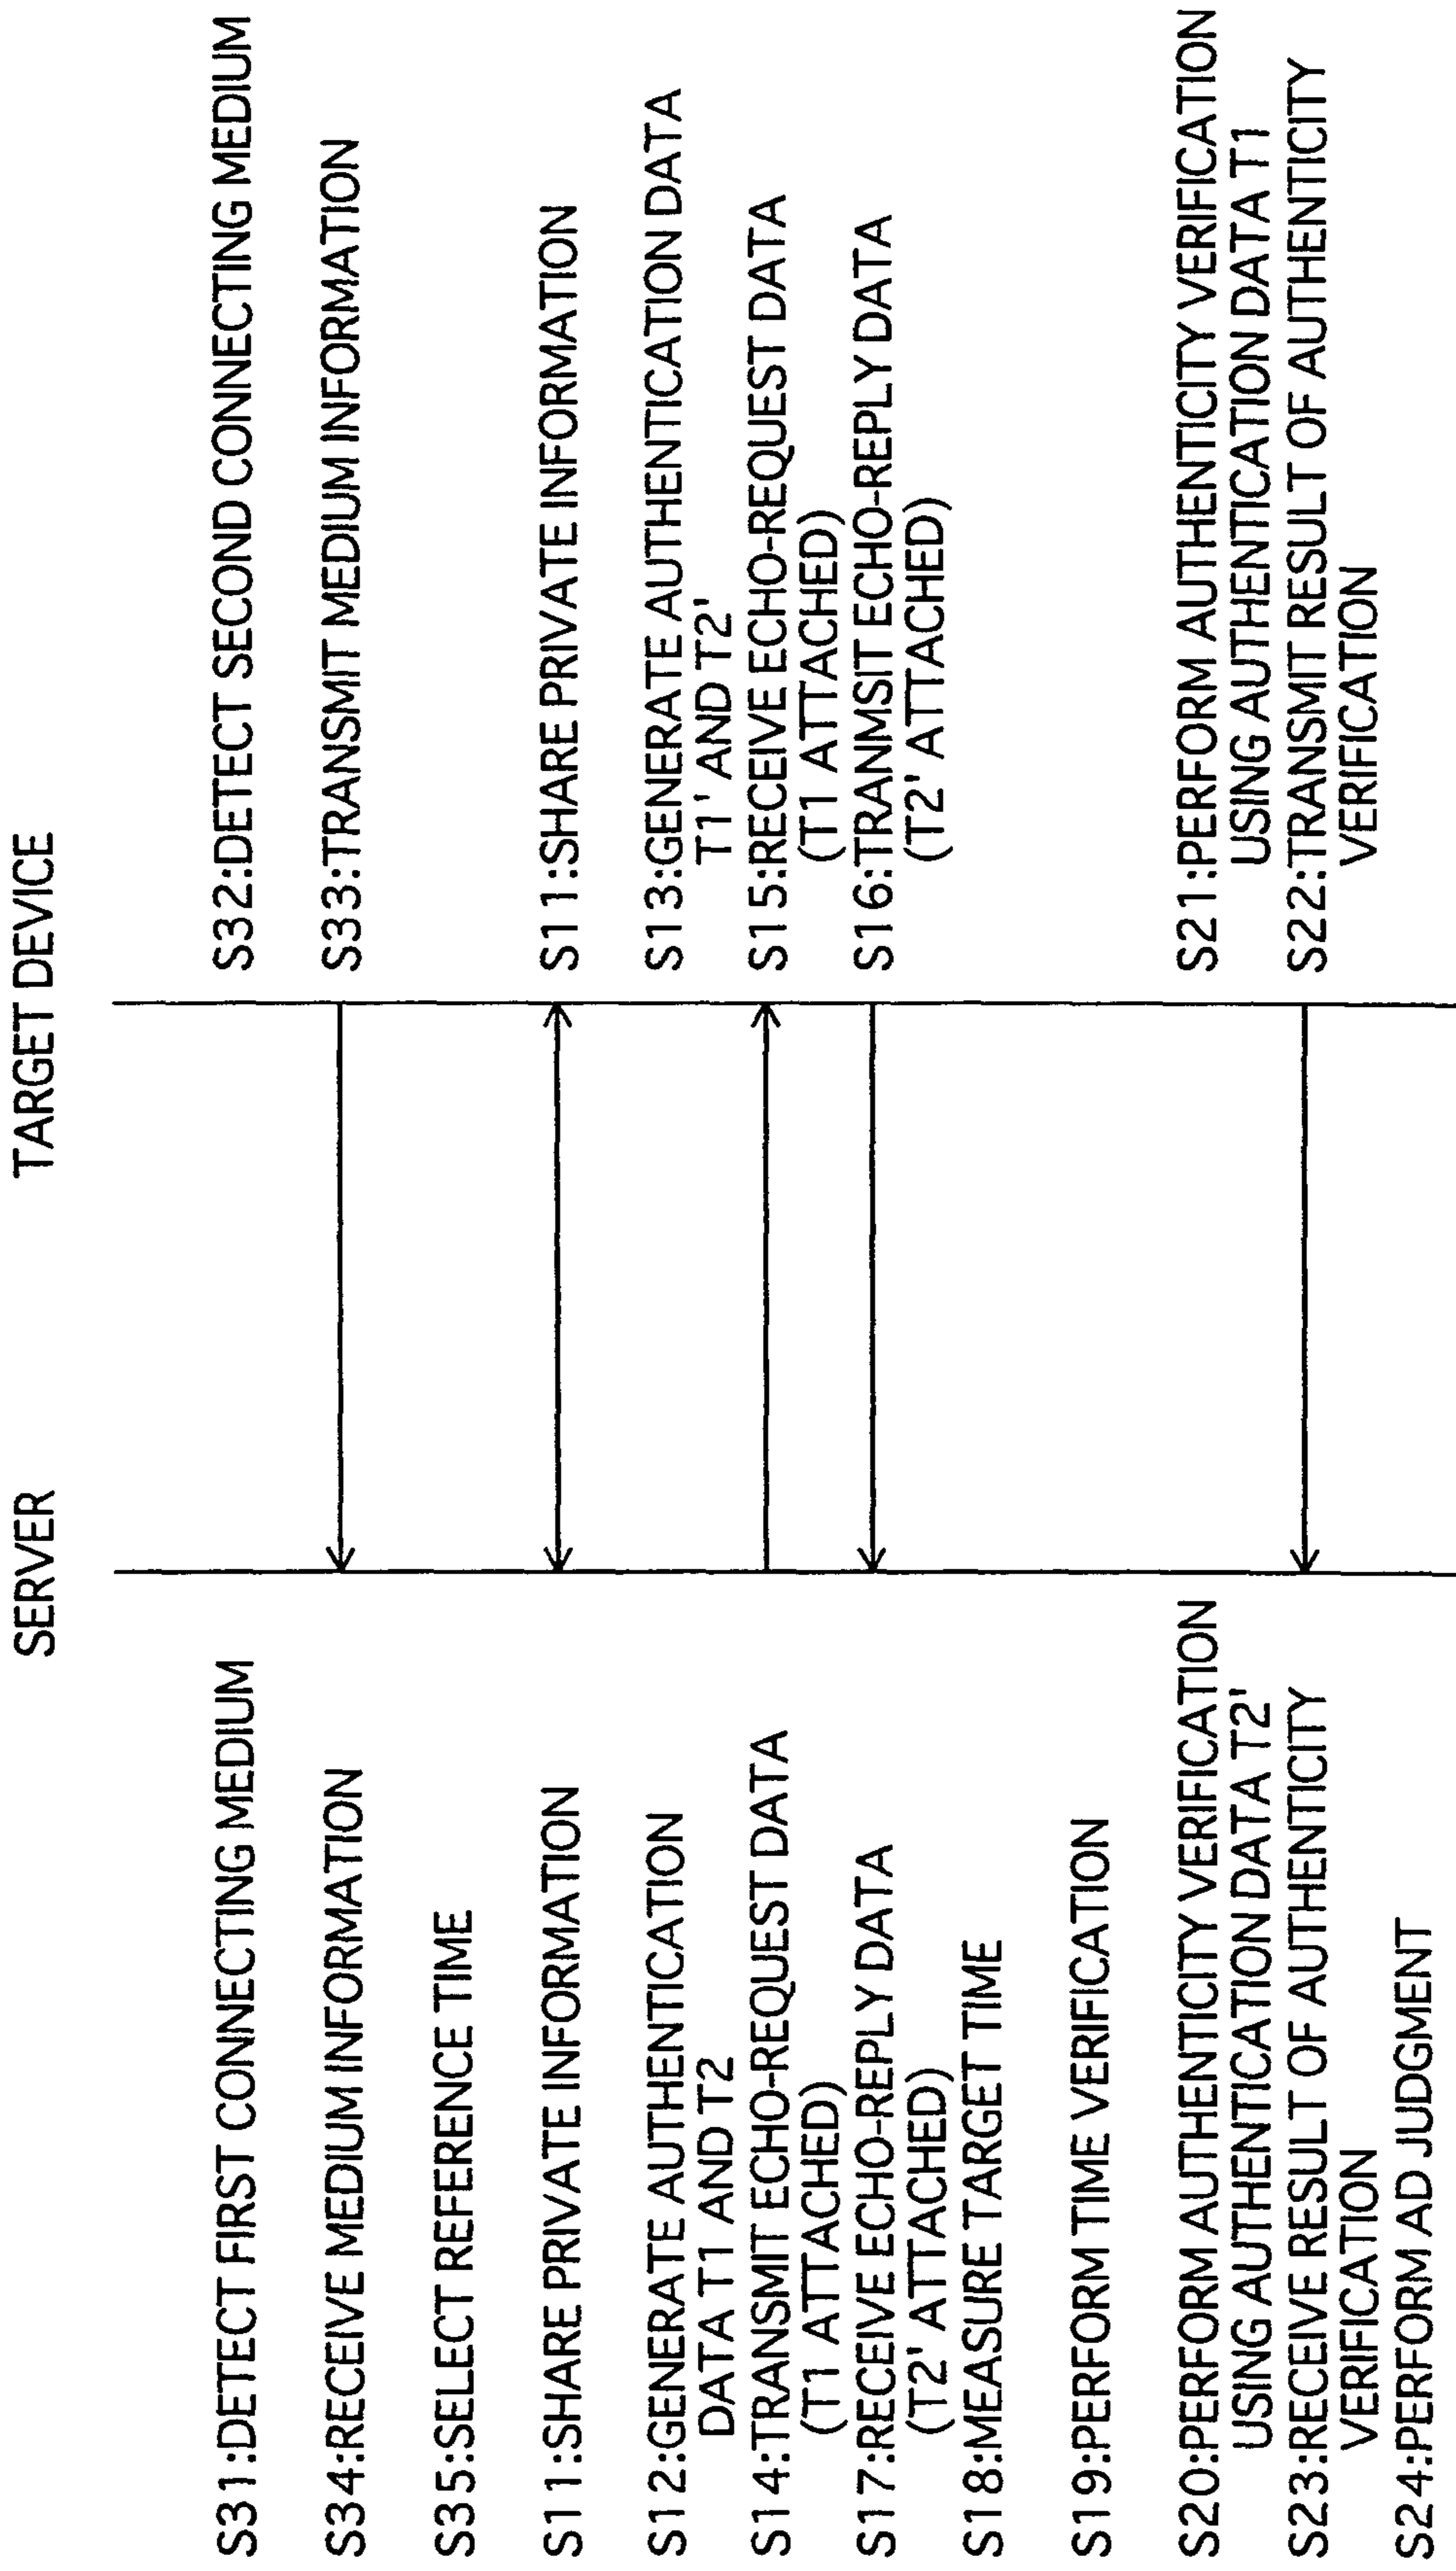 SERVER
TARGET DEVICE
S31:DETECT FIRST CONNECTING MEDIUM
S32:DETECT SECOND CONNECTING MEDIUM
S34:RECEIVE MEDIUM INFORMATION
S33:TRANSMIT MEDIUM INFORMATION
S35:SELECT REFERENCE TIME
S11:SHARE PRIVATE INFORMATION
S11:SHARE PRIVATE INFORMATION
S12:GENERATE AUTHENTICATION
DATA T1 AND T2
S13:GENERATE AUTHENTICATION DATA
T1' AND T2'
S14:TRANSMIT ECHO-REQUEST DATA
(T1 ATTACHED)
S15:RECEIVE ECHO-REQUEST DATA
(T1 ATTACHED)
S17:RECEIVE ECHO-REPLY DATA
(T2' ATTACHED)
S16:TRANMSIT ECHO-REPLY DATA
(T2' ATTACHED)
S18:MEASURE TARGET TIME
S19:PERFORM TIME VERIFICATION
S20:PERFORM AUTHENTICITY VERIFICATION
USING AUTHENTICATION DATA T2'
S21:PERFORM AUTHENTICITY VERIFICATION
USING AUTHENTICATION DATA T1
S23:RECEIVE RESULT OF AUTHENTICITY
VERIFICATION
S22:TRANSMIT RESULT OF AUTHENTICITY
VERIFICATION
S24:PERFORM AD JUDGMENT